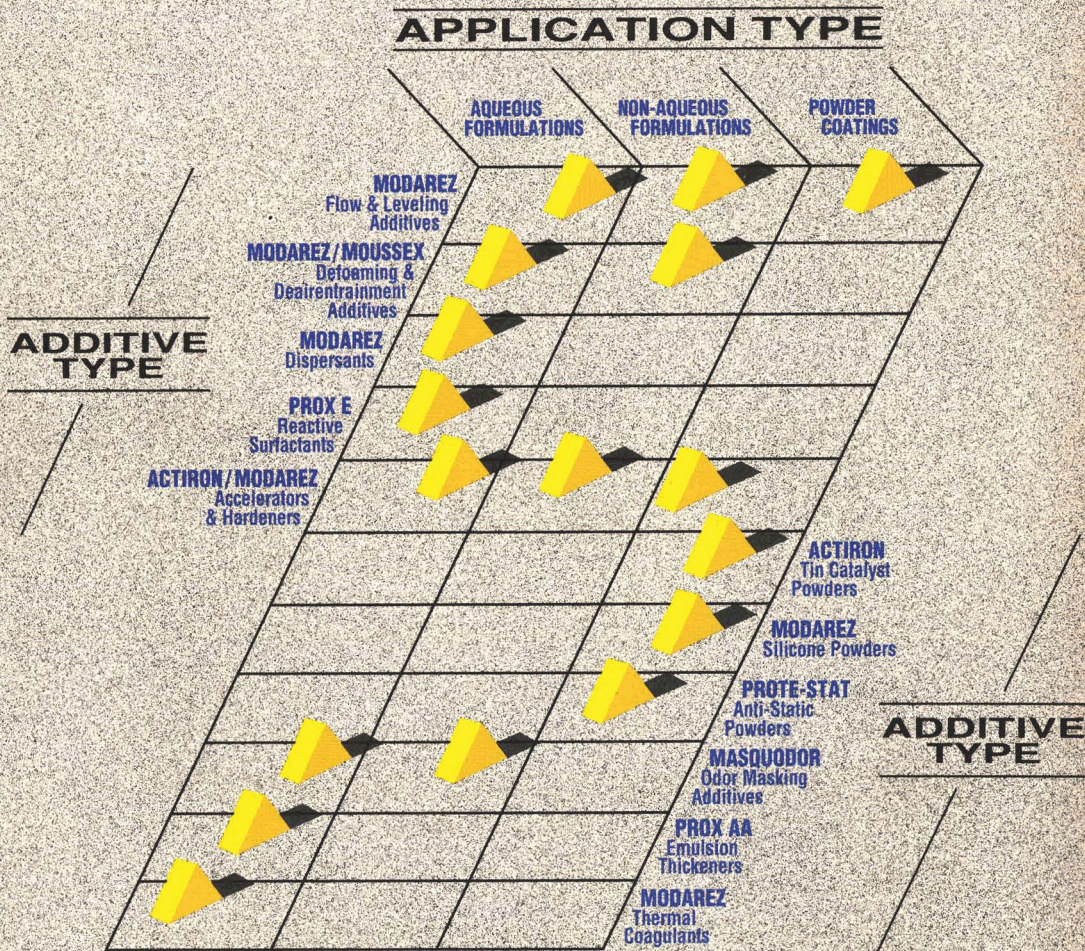 APPLICATION TYPE
AQUEOUS
FORMULATIONS
NON-AQUEOUS
FORMULATIONS
POWDER
COATINGS
MODAREZ
Flow & Leveling
Additives
MODAREZ/MOUSSEX
Defoaming &
Deairentrainment
Additives
MODAREZ
Dispersants
PROX E
Reactive
Surfactants
ACTIRON/MODAREZ
Accelerators
& Hardeners
ADDITIVE
TYPE
ACTIRON
Tin Catalyst
Powders
MODAREZ
Silicone Powders
PROTE-STAT
Anti-Static
Powders
MASQUODOR
Odor Masking
Additives
PROX AA
Emulsion
Thickeners
MODAREZ
Thermal
Coagulants
ADDITIVE
TYPE